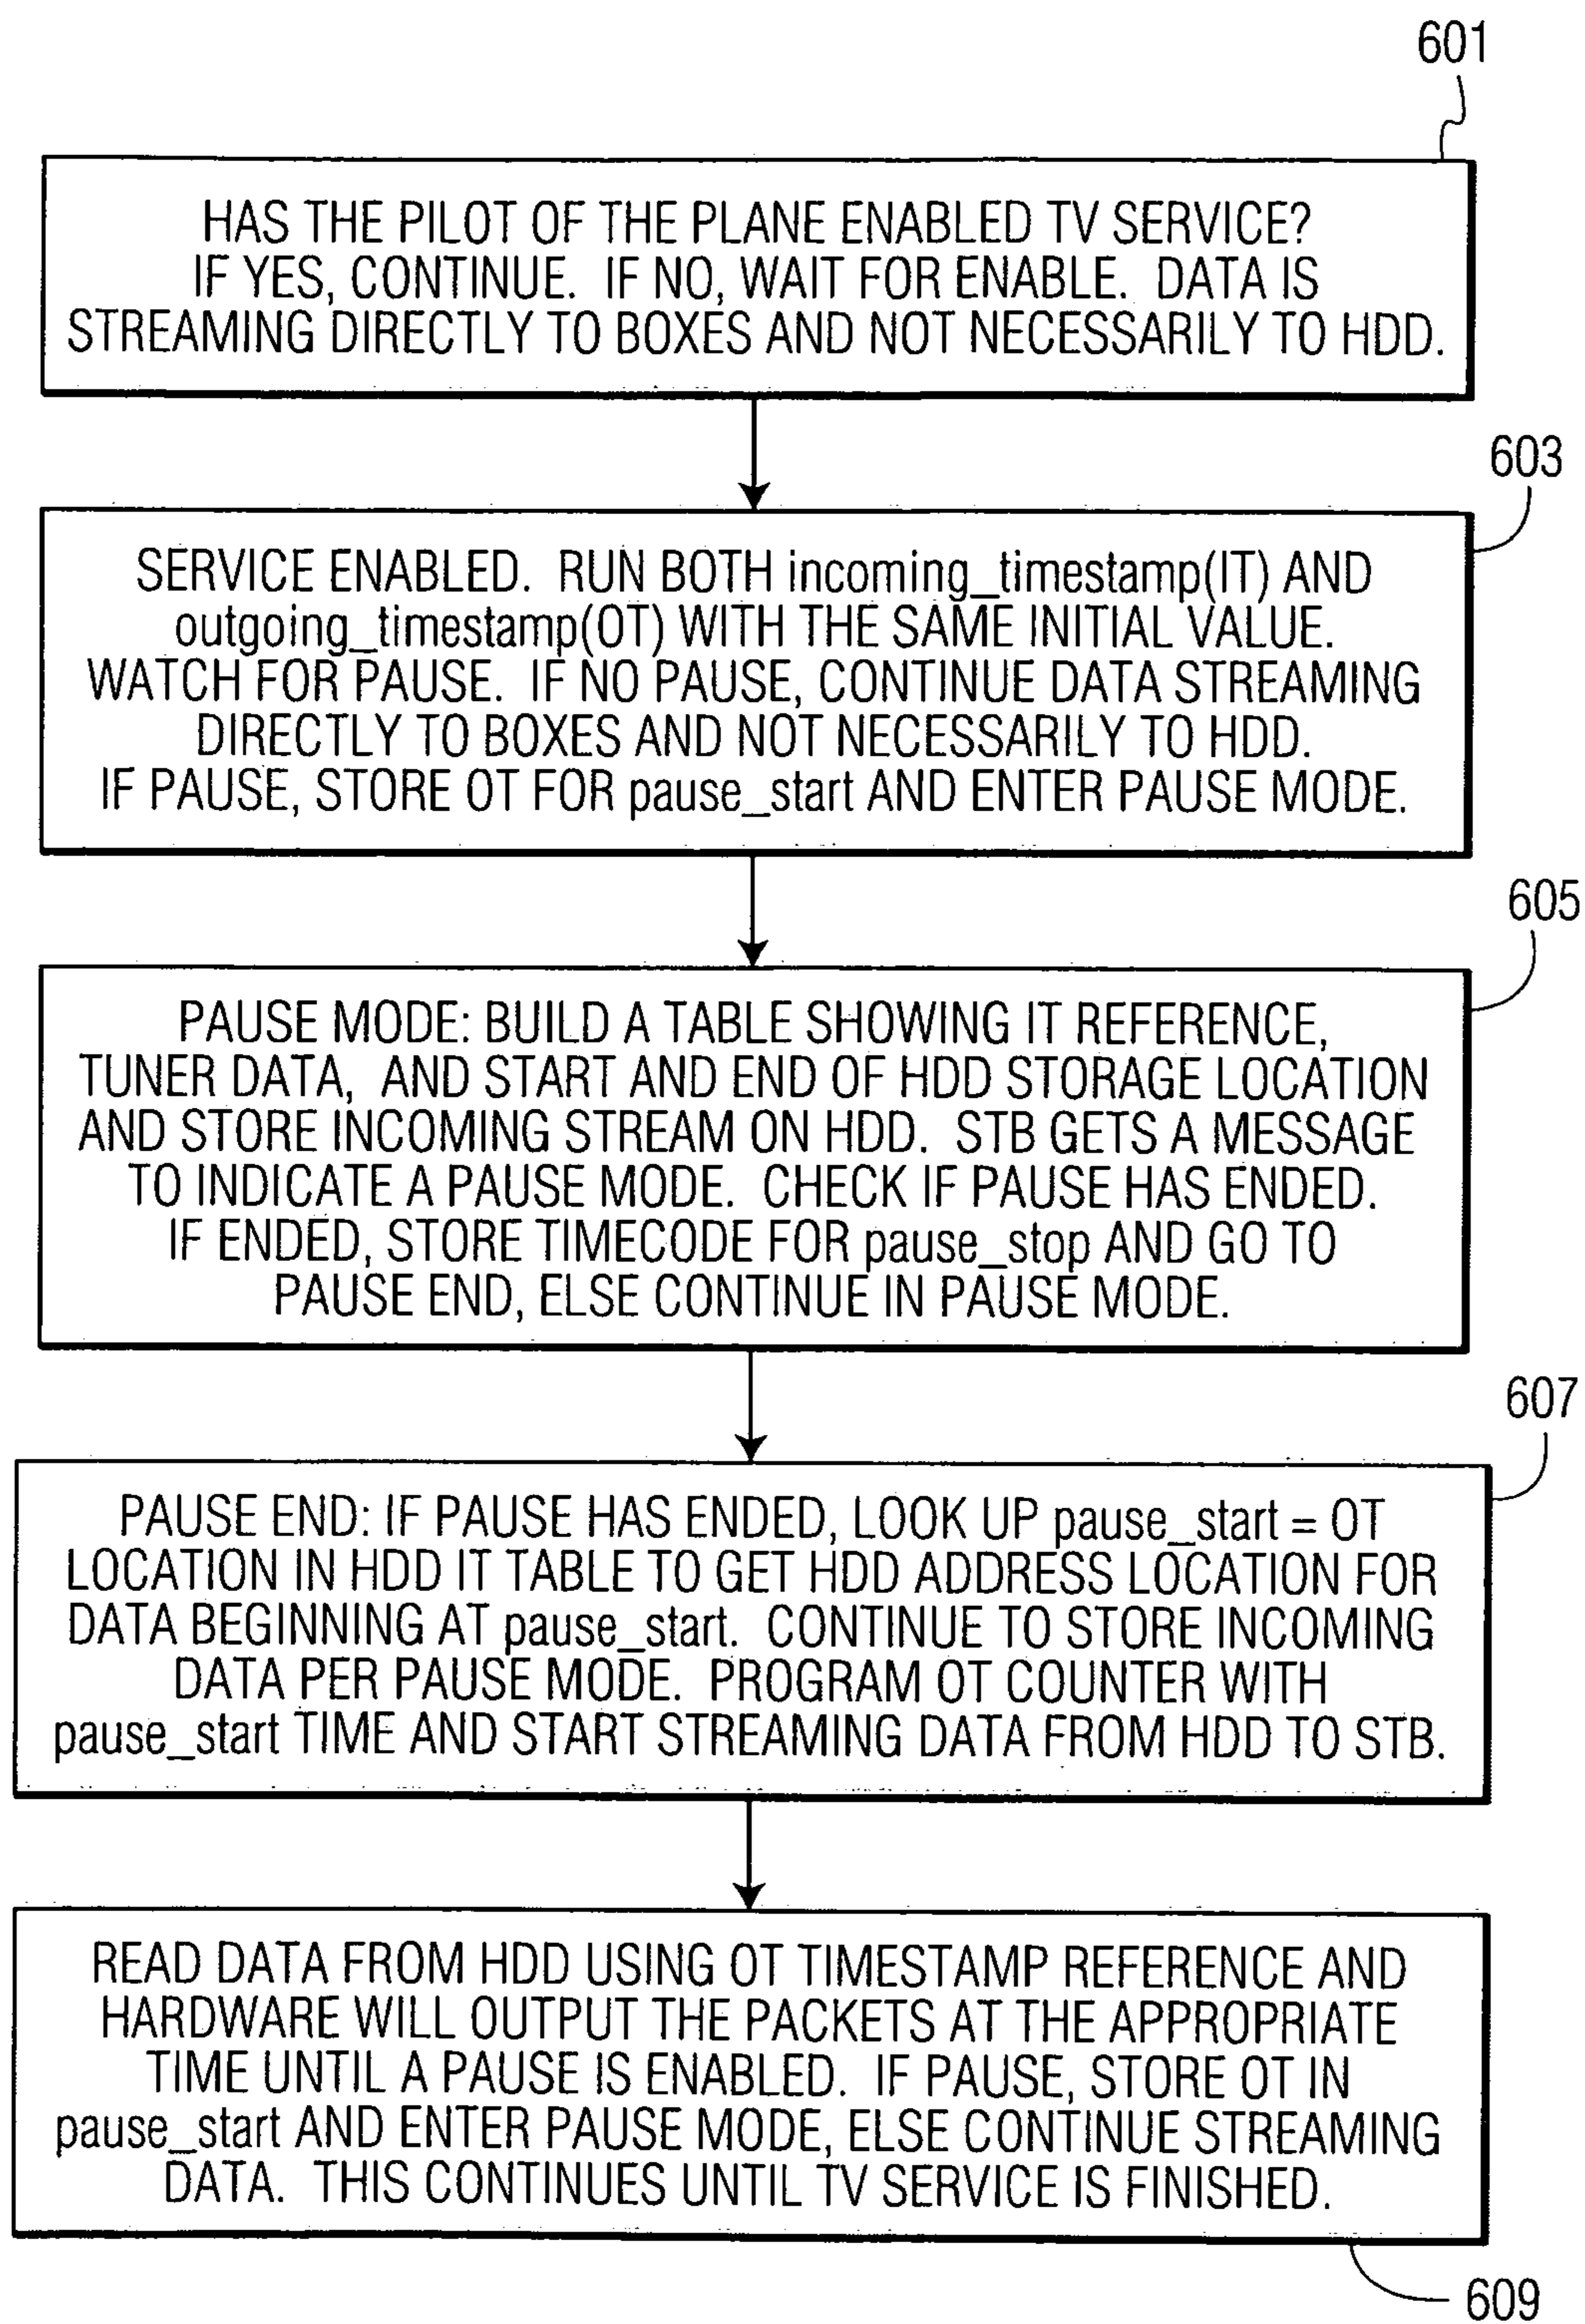 601
HAS THE PILOT OF THE PLANE ENABLED TV SERVICE?
IF YES, CONTINUE. IF NO, WAIT FOR ENABLE. DATA IS
STREAMING DIRECTLY TO BOXES AND NOT NECESSARILY TO HDD.
603
SERVICE ENABLED. RUN BOTH incoming_timestamp(IT) AND
outgoing_timestamp(OT) WITH THE SAME INITIAL VALUE.
WATCH FOR PAUSE. IF NO PAUSE, CONTINUE DATA STREAMING
DIRECTLY TO BOXES AND NOT NECESSARILY TO HDD.
IF PAUSE, STORE OT FOR pause_start AND ENTER PAUSE MODE.
605
PAUSE MODE: BUILD A TABLE SHOWING IT REFERENCE,
TUNER DATA, AND START AND END OF HDD STORAGE LOCATION
AND STORE INCOMING STREAM ON HDD. STB GETS A MESSAGE
TO INDICATE A PAUSE MODE. CHECK IF PAUSE HAS ENDED.
IF ENDED, STORE TIMECODE FOR pause_stop AND GO TO
PAUSE END, ELSE CONTINUE IN PAUSE MODE.
607
PAUSE END: IF PAUSE HAS ENDED, LOOK UP pause_start = OT
LOCATION IN HDD IT TABLE TO GET HDD ADDRESS LOCATION FOR
DATA BEGINNING AT pause_start. CONTINUE TO STORE INCOMING
DATA PER PAUSE MODE. PROGRAM OT COUNTER WITH
pause_start TIME AND START STREAMING DATA FROM HDD TO STB.
READ DATA FROM HDD USING OT TIMESTAMP REFERENCE AND
HARDWARE WILL OUTPUT THE PACKETS AT THE APPROPRIATE
TIME UNTIL A PAUSE IS ENABLED. IF PAUSE, STORE OT IN
pause_start AND ENTER PAUSE MODE, ELSE CONTINUE STREAMING
DATA. THIS CONTINUES UNTIL TV SERVICE IS FINISHED.
609